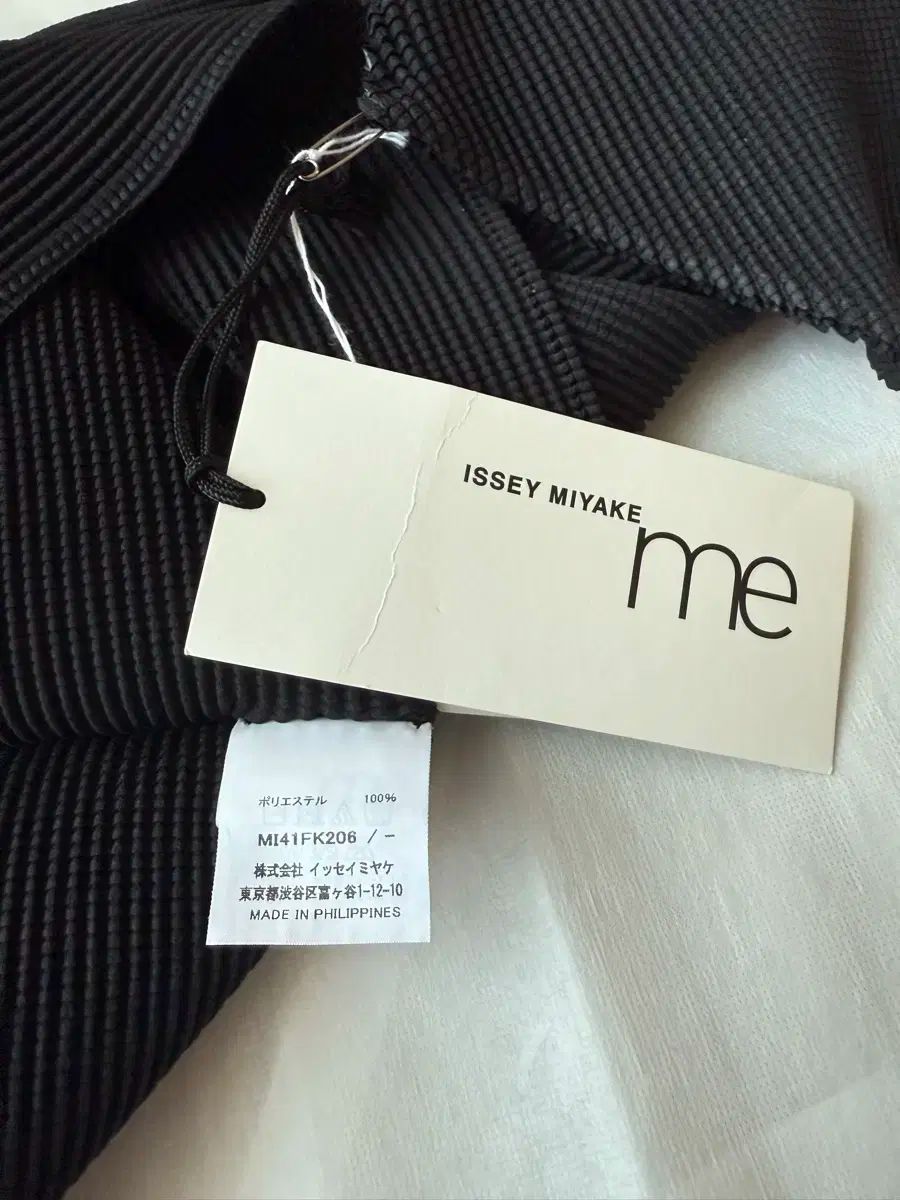 ISSEY MIYAKE
me
ポリエステル 100%
MI41FK206 / -
株式会社 イッセイミヤケ
東京都渋谷区富ヶ谷1-12-10
MADE IN PHILIPPINES